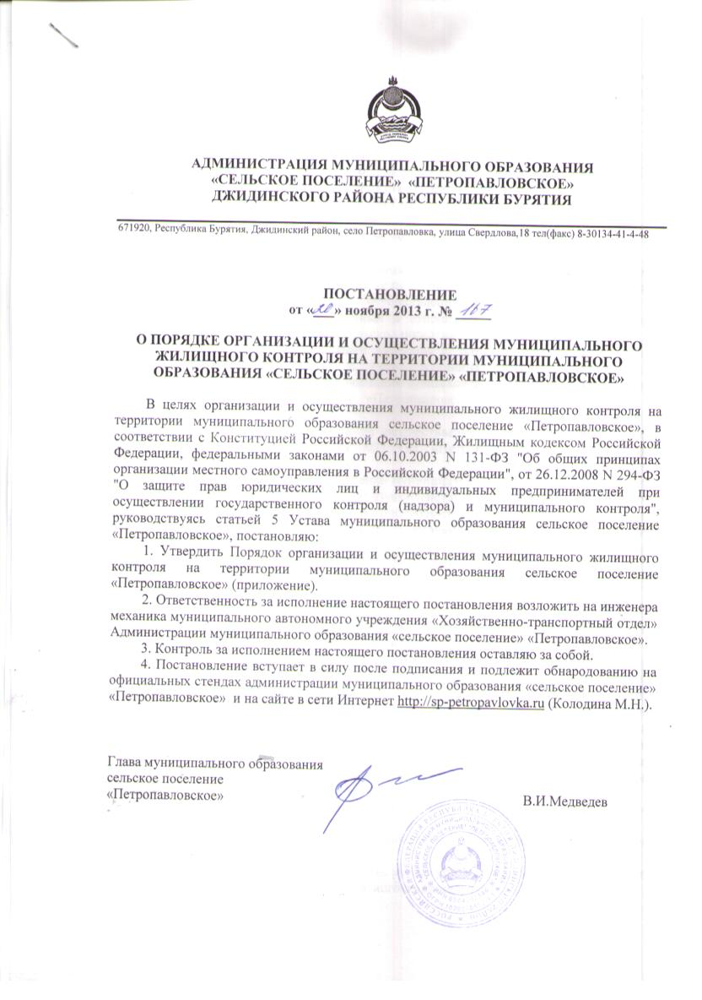 АДМИНИСТРАЦИЯ МУНИЦИПАЛЬНОГО ОБРАЗОВАНИЯ
«СЕЛЬСКОЕ ПОСЕЛЕНИЕ» «ПЕТРОПАВЛОВСКОЕ»
ДЖИДИНСКОГО РАЙОНА РЕСПУБЛИКИ БУРЯТИЯ
671920, Республика Бурятия, Джидинский район, село Петропавловка, улица Свердлова,18 тел(факс) 8-30134-41-4-48
ПОСТАНОВЛЕНИЕ
от «20» ноября 2013 г. № 167
О ПОРЯДКЕ ОРГАНИЗАЦИИ И ОСУЩЕСТВЛЕНИЯ МУНИЦИПАЛЬНОГО
ЖИЛИЩНОГО КОНТРОЛЯ НА ТЕРРИТОРИИ МУНИЦИПАЛЬНОГО
ОБРАЗОВАНИЯ «СЕЛЬСКОЕ ПОСЕЛЕНИЕ» «ПЕТРОПАВЛОВСКОЕ»
В целях организации и осуществления муниципального жилищного контроля на
территории муниципального образования сельское поселение «Петропавловское», в
соответствии с Конституцией Российской Федерации, Жилищным кодексом Российской
Федерации, федеральными законами от 06.10.2003 N 131-ФЗ "Об общих принципах
организации местного самоуправления в Российской Федерации", от 26.12.2008 N 294-ФЗ
"О защите прав юридических лиц и индивидуальных предпринимателей при
осуществлении государственного контроля (надзора) и муниципального контроля",
руководствуясь статьей 5 Устава муниципального образования сельское поселение
«Петропавловское», постановляю:
1. Утвердить Порядок организации и осуществления муниципального жилищного
контроля на территории муниципального образования сельское поселение
«Петропавловское» (приложение).
2. Ответственность за исполнение настоящего постановления возложить на инженера
механика муниципального автономного учреждения «Хозяйственно-транспортный отдел»
Администрации муниципального образования «сельское поселение» «Петропавловское».
3. Контроль за исполнением настоящего постановления оставляю за собой.
4. Постановление вступает в силу после подписания и подлежит обнародованию на
официальных стендах администрации муниципального образования «сельское поселение»
«Петропавловское» и на сайте в сети Интернет http://sp-petropavlovka.ru (Колодина М.Н.).
Глава муниципального образования
сельское поселение
«Петропавловское»
В.И.Медведев